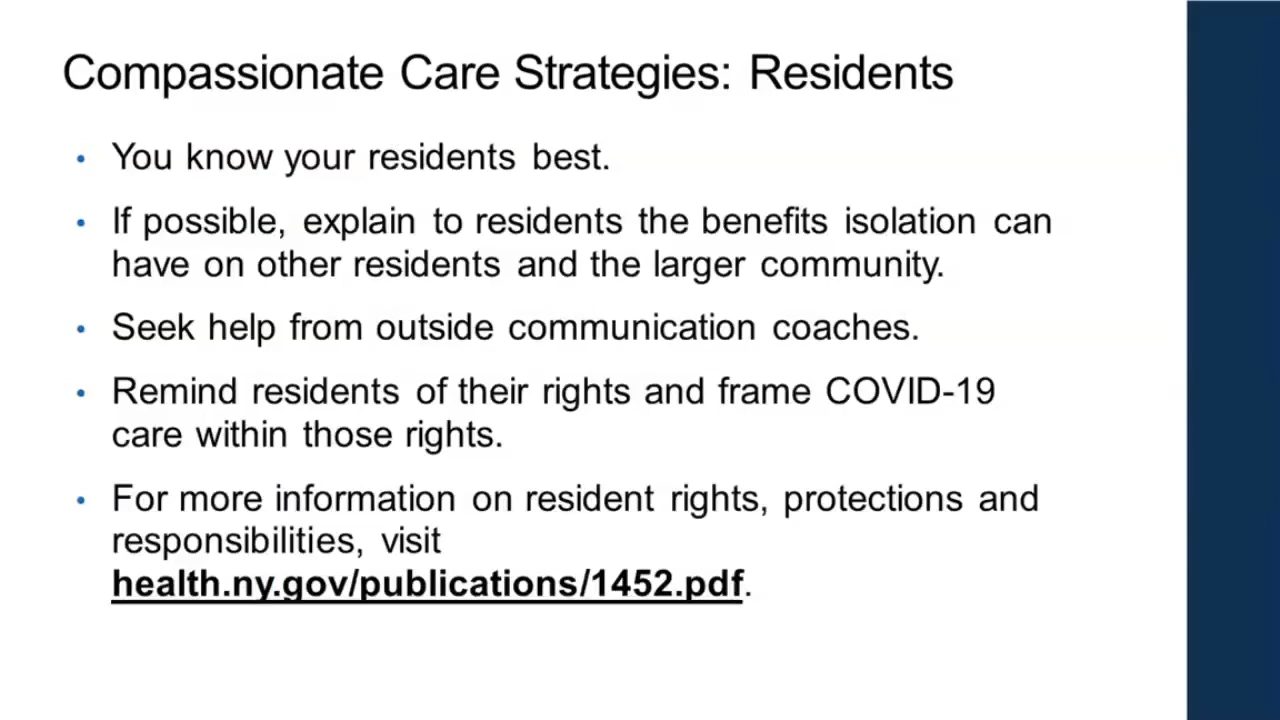 Compassionate Care Strategies: Residents
• You know your residents best.
• If possible, explain to residents the benefits isolation can
have on other residents and the larger community.
• Seek help from outside communication coaches.
• Remind residents of their rights and frame COVID-19
care within those rights.
• For more information on resident rights, protections and
responsibilities, visit
health.ny.gov/publications/1452.pdf.